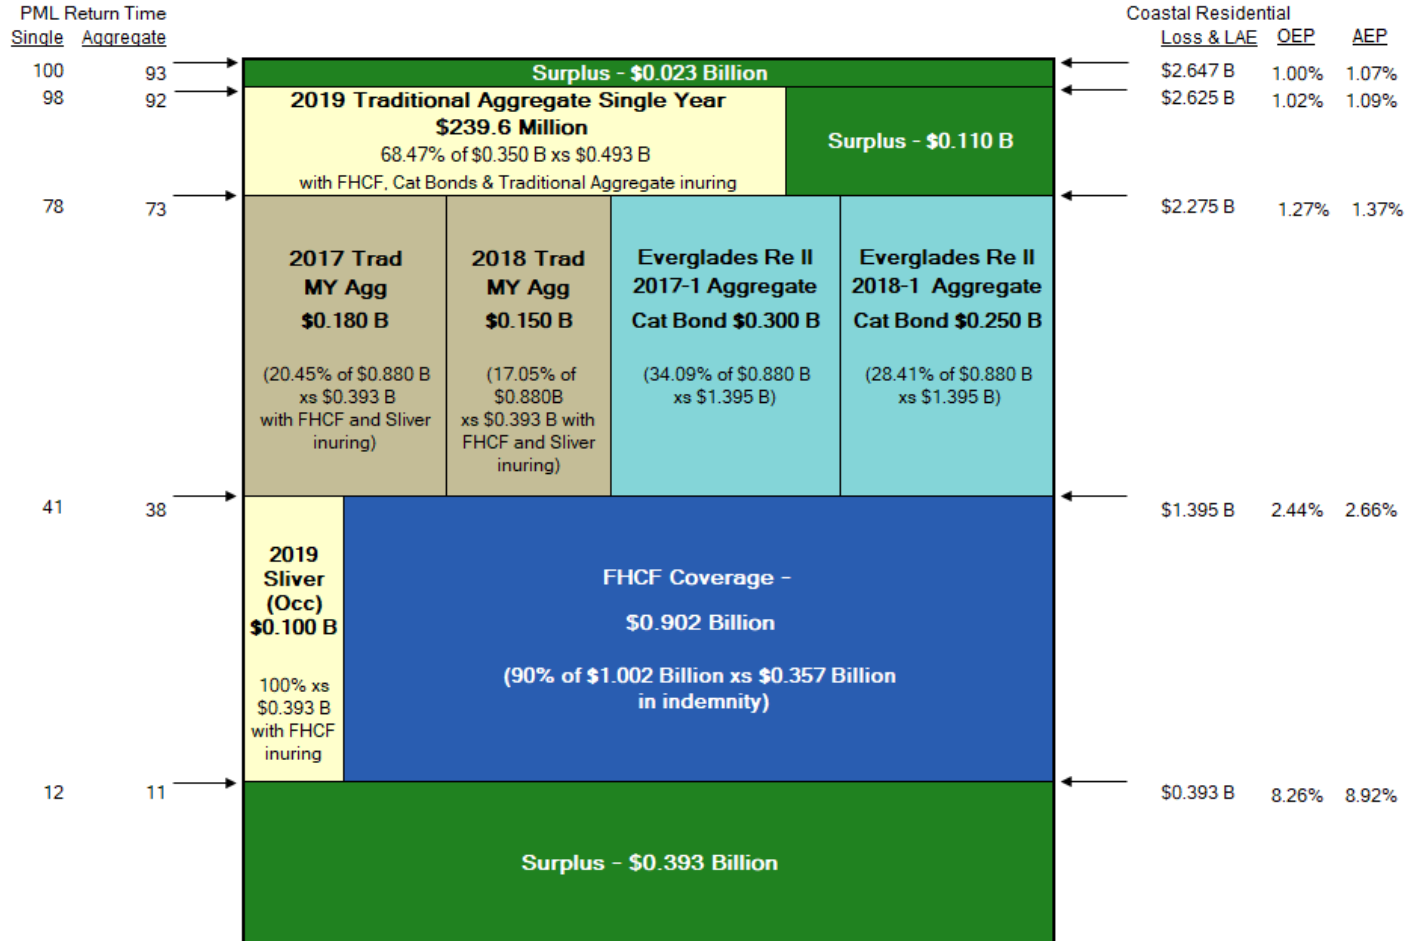 PML Return Time
Coastal Residential
Single Aggregate
Loss & LAE OEP AEP
100 93
Surplus - $0.023 Billion
$2.647 B 1.00% 1.07%
98 92
$2.625 B 1.02% 1.09%
2019 Traditional Aggregate Single Year
$239.6 Million
68.47% of $0.350 B xs $0.493 B
with FHCF, Cat Bonds & Traditional Aggregate inuring
Surplus - $0.110 B
78 73
$2.275 B 1.27% 1.37%
2017 Trad
MY Agg
$0.180 B
(20.45% of $0.880 B
xs $0.393 B
with FHCF and Sliver
inuring)
2018 Trad
MY Agg
$0.150 B
(17.05% of
$0.880B
xs $0.393 B with
FHCF and Sliver
inuring)
Everglades Re II
2017-1 Aggregate
Cat Bond $0.300 B
(34.09% of $0.880 B
xs $1.395 B)
Everglades Re II
2018-1 Aggregate
Cat Bond $0.250 B
(28.41% of $0.880 B
xs $1.395 B)
41 38
$1.395 B 2.44% 2.66%
2019
Sliver
(Occ)
$0.100 B
100% xs
$0.393 B
with FHCF
inuring
FHCF Coverage -
$0.902 Billion
(90% of $1.002 Billion xs $0.357 Billion
in indemnity)
12 11
$0.393 B 8.26% 8.92%
Surplus - $0.393 Billion